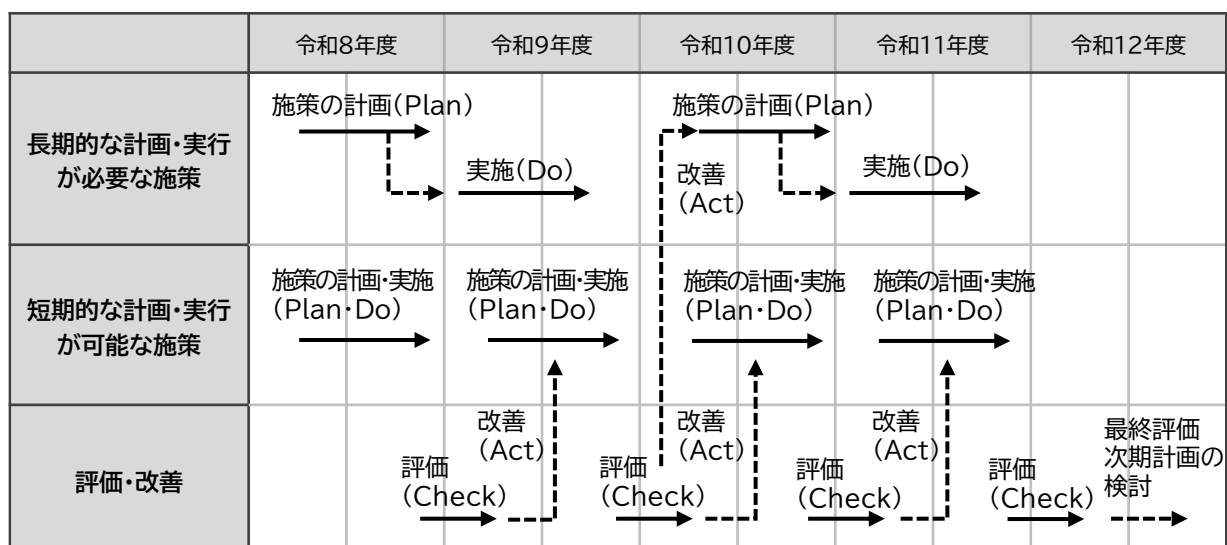 令和8年度
令和9年度
令和10年度
令和11年度
令和12年度
長期的な計画・実行
が必要な施策
施策の計画(Plan)
実施(Do)
改善
(Act)
施策の計画(Plan)
実施(Do)
短期的な計画・実行
が可能な施策
施策の計画・実施
(Plan・Do)
施策の計画・実施
(Plan・Do)
施策の計画・実施
(Plan・Do)
施策の計画・実施
(Plan・Do)
評価・改善
評価
(Check)
改善
(Act)
評価
(Check)
改善
(Act)
評価
(Check)
改善
(Act)
評価
(Check)
最終評価
次期計画の
検討